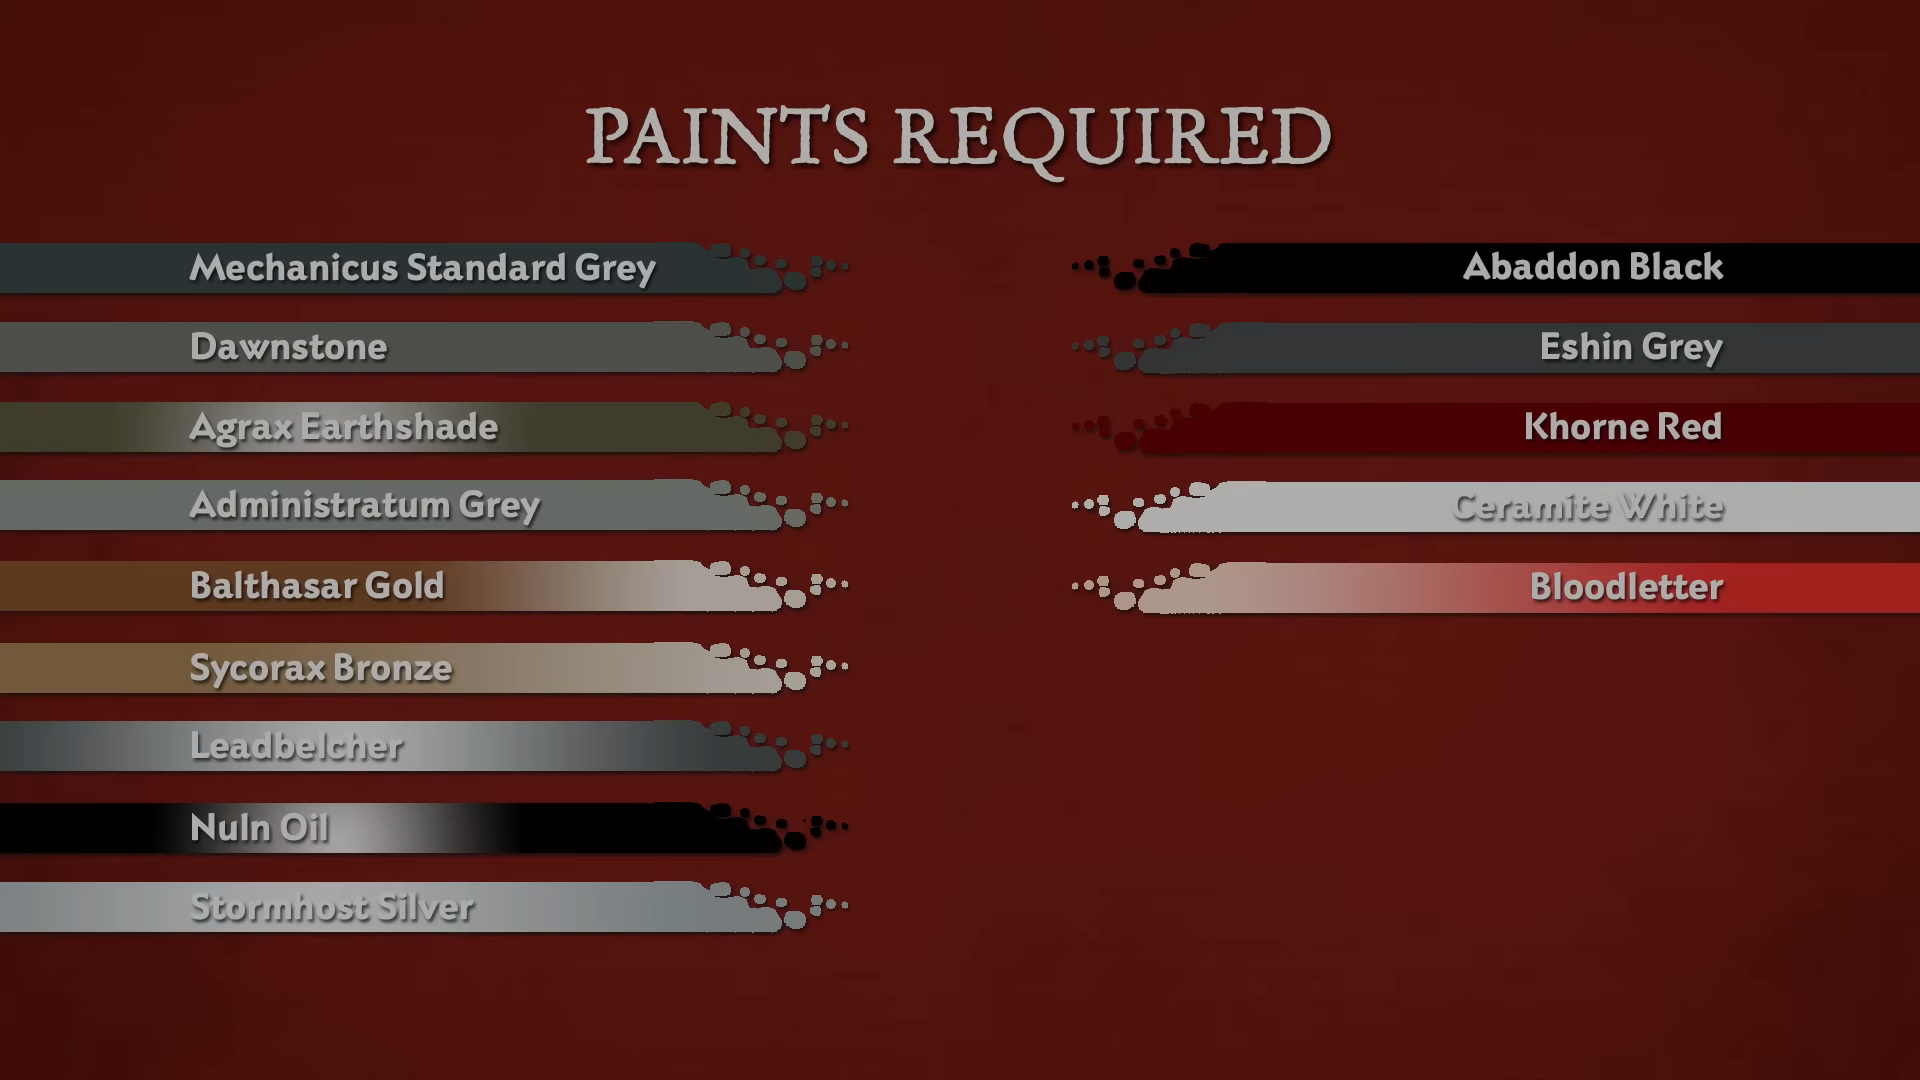 PAINTS REQUIRED
Mechanicus Standard Grey
Dawnstone
Agrax Earthshade
Administratum Grey
Balthasar Gold
Sycorax Bronze
Leadbelcher
Nuln Oil
Stormhost Silver
Abaddon Black
Eshin Grey
Khorne Red
Ceramite White
Bloodletter